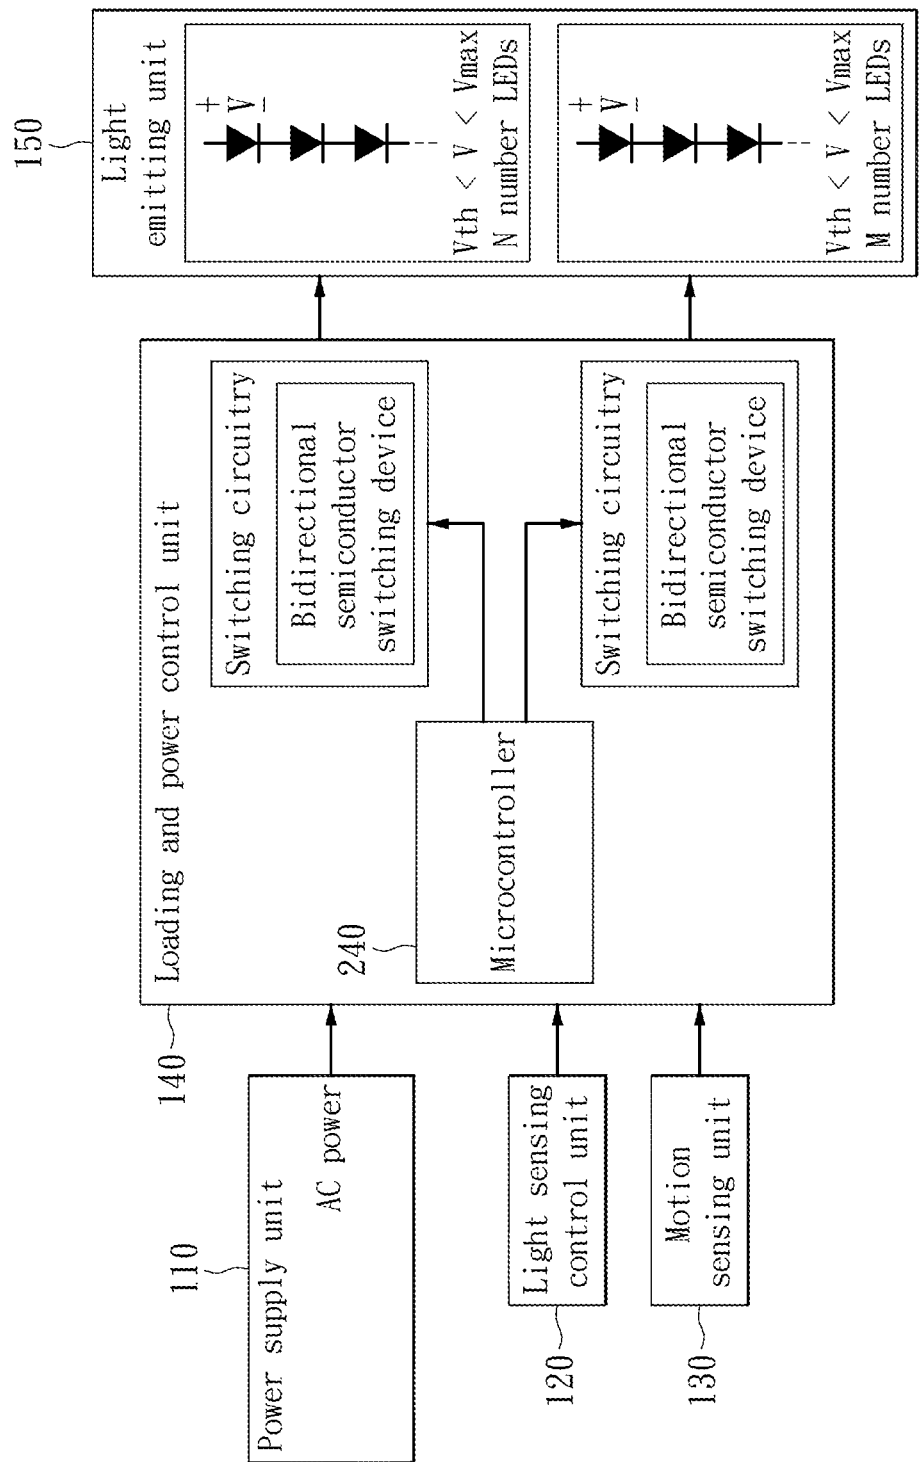 110
Power supply unit
AC power
120
Light sensing
control unit
130
Motion
sensing unit
140
Loading and power control unit
240
Microcontroller
Switching circuitry
Bidirectional
semiconductor
switching device
Switching circuitry
Bidirectional
semiconductor
switching device
150
Light
emitting unit
+
V
−
Vth < V < Vmax
N number LEDs
+
V
−
Vth < V < Vmax
M number LEDs